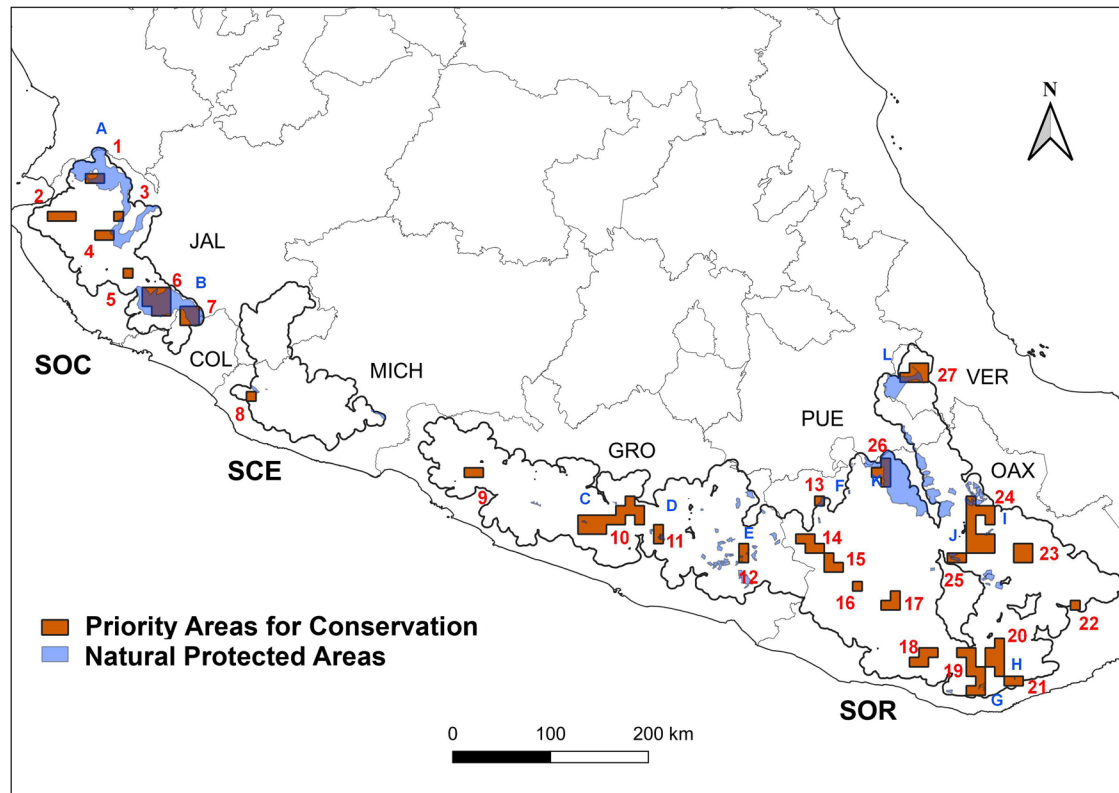 N
A
1
2
3
4
JAL
5
6
B
7
SOC
COL
MICH
8
SCE
L
27
VER
PUE
GRO
26
OAX
K
13
F
24
9
C
D
I
10
11
E
J
23
12
15
14
25
16
17
22
18
20
19
H
21
G
SOR
Priority Areas for Conservation
Natural Protected Areas
0 100 200 km